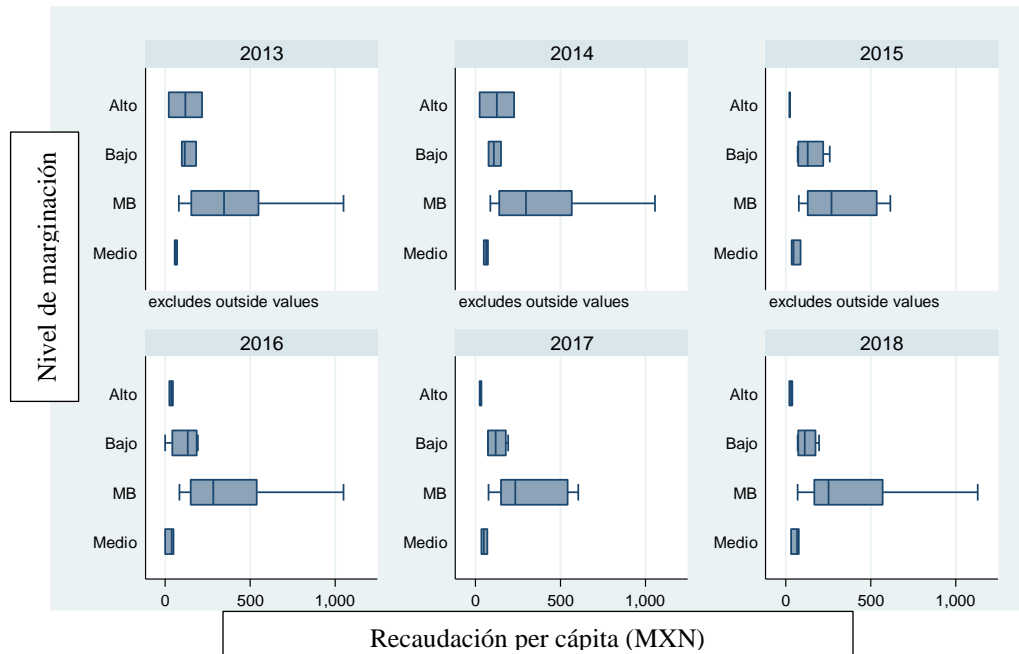 Nivel de marginación
2013 2014 2015
Alto Alto Alto
Bajo Bajo Bajo
MB MB MB
Medio Medio Medio
excludes outside values excludes outside values excludes outside values
2016 2017 2018
Alto Alto Alto
Bajo Bajo Bajo
MB MB MB
Medio Medio Medio
0 500 1,000 0 500 1,000 0 500 1,000
Recaudación per cápita (MXN)